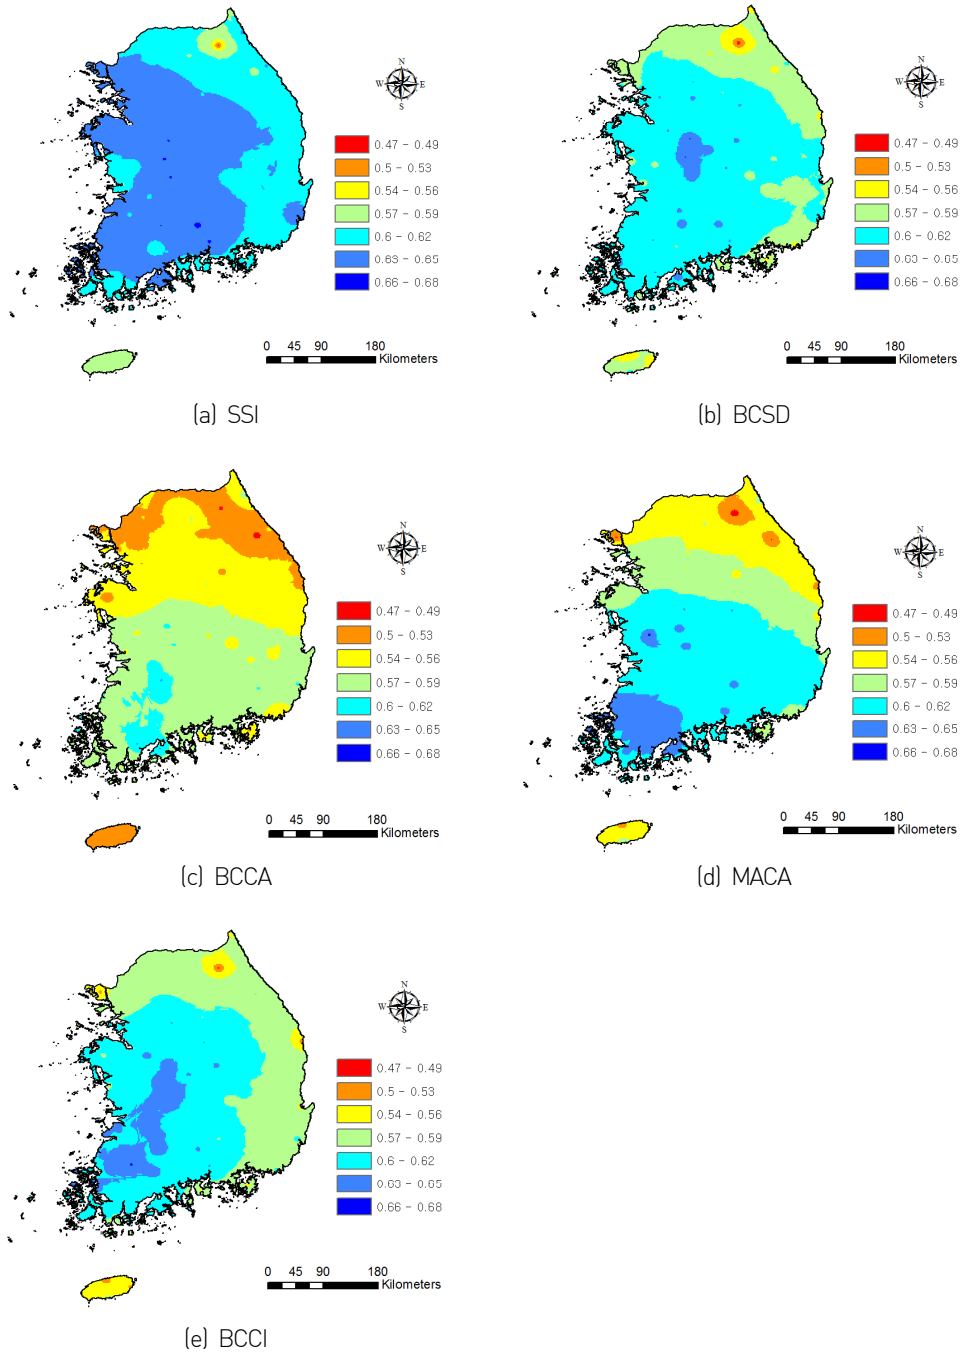 N
W E
S
0.47 - 0.49
0.5 - 0.53
0.54 - 0.56
0.57 - 0.59
0.6 - 0.62
0.63 - 0.65
0.66 - 0.68
0 45 90 180
Kilometers
(a) SSI
N
W E
S
0.47 - 0.49
0.5 - 0.53
0.54 - 0.56
0.57 - 0.59
0.6 - 0.62
0.63 - 0.65
0.66 - 0.68
0 45 90 180
Kilometers
(b) BCSD
N
W E
S
0.47 - 0.49
0.5 - 0.53
0.54 - 0.56
0.57 - 0.59
0.6 - 0.62
0.63 - 0.65
0.66 - 0.68
0 45 90 180
Kilometers
(c) BCCA
N
W E
S
0.47 - 0.49
0.5 - 0.53
0.54 - 0.56
0.57 - 0.59
0.6 - 0.62
0.63 - 0.65
0.66 - 0.68
0 45 90 180
Kilometers
(d) MACA
N
W E
S
0.47 - 0.49
0.5 - 0.53
0.54 - 0.56
0.57 - 0.59
0.6 - 0.62
0.63 - 0.65
0.66 - 0.68
0 45 90 180
Kilometers
(e) BCCI